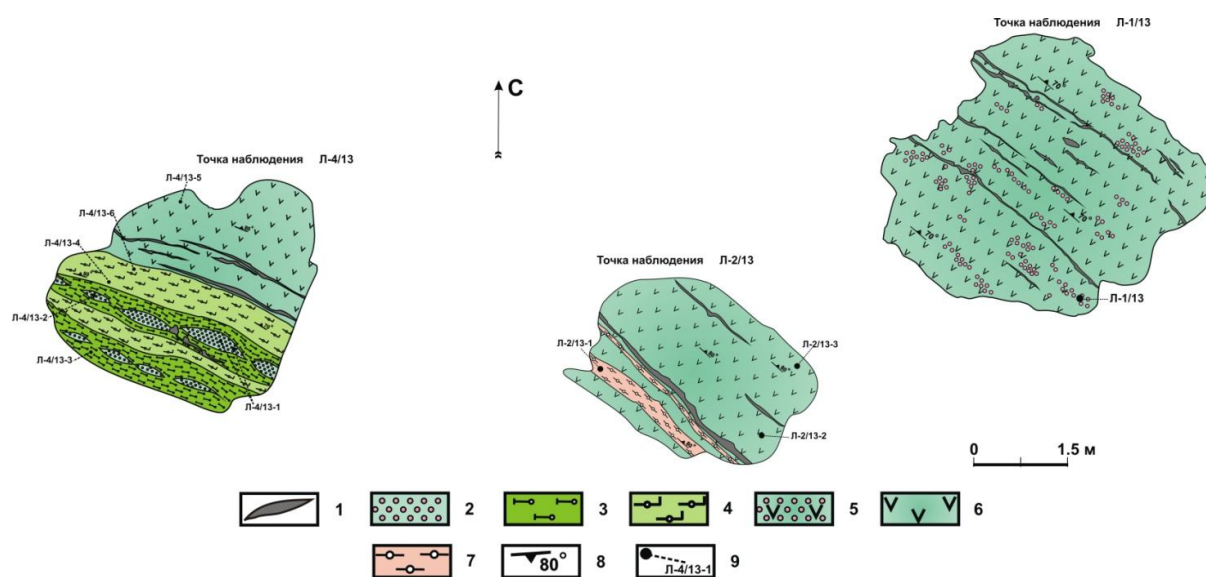 Точка наблюдения Л-1/13
70°
70°
70°
Л-1/13
С
Точка наблюдения Л-4/13
Л-4/13-5
Л-4/13-6
Л-4/13-4
Л-4/13-2
Л-4/13-3
Л-4/13-1
Точка наблюдения Л-2/13
Л-2/13-1
Л-2/13-3
Л-2/13-2
0 1.5 м
1 2 3 4 5 6
7 80° 8 Л-4/13-1 9